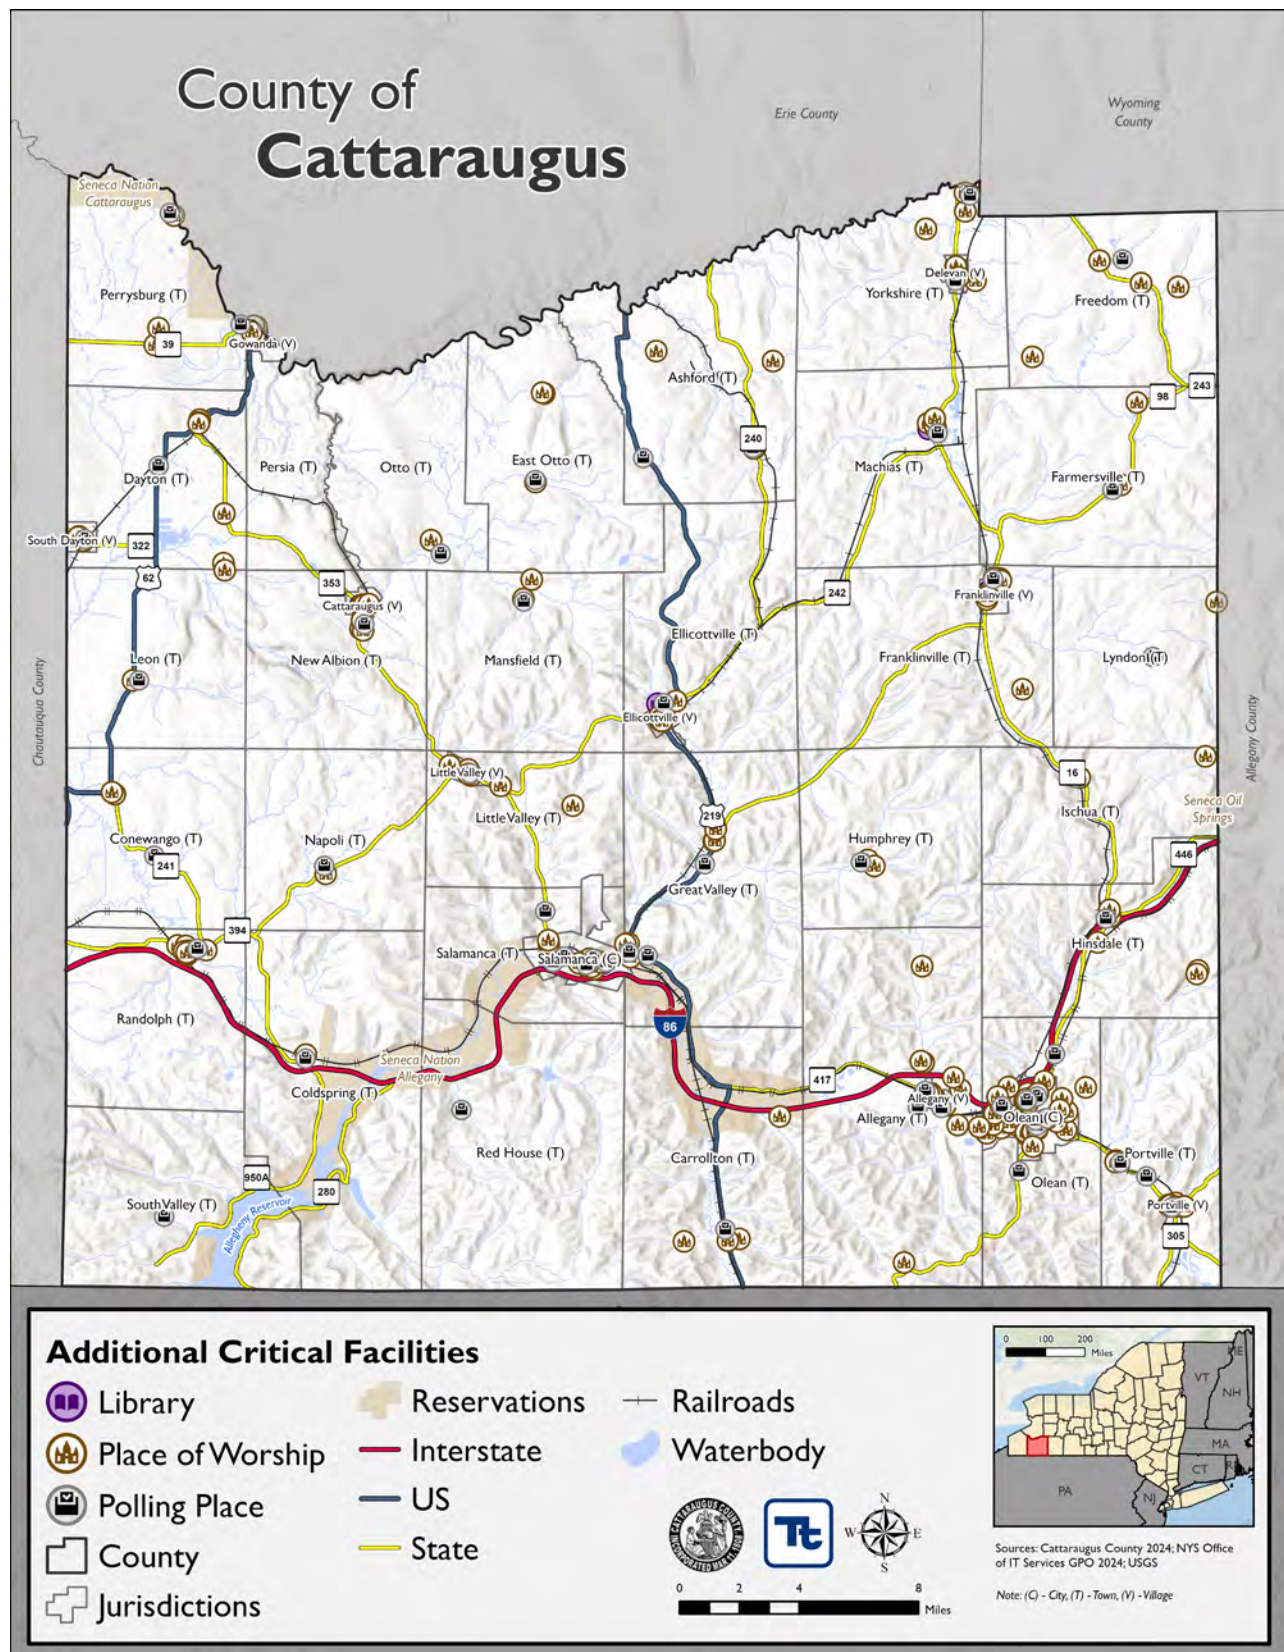 County of
Cattaraugus
Erie County
Wyoming
County
Seneca Nation
Cattaraugus
Delevan (V)
Yorkshire (T)
Perrysburg (T)
Freedom (T)
39
Gowanda (V)
Ashford (T)
243
98
240
East Otto (T)
Persia (T)
Otto (T)
Machias (T)
Dayton (T)
Farmersville (T)
South Dayton (V)
322
62
353
242
Franklinville (V)
Cattaraugus (V)
Ellicottville (T)
Leon (T)
New Albion (T)
Mansfield (T)
Franklinville (T)
Lyndon (T)
Chautauqua County
Allegany County
Ellicottville (V)
Little Valley (V)
16
Seneca Oil
Springs
219
Little Valley (T)
Ischua (T)
Conewango (T)
Napoli (T)
Humphrey (T)
241
446
Great Valley (T)
394
Hinsdale (T)
Salamanca (T)
Salamanca (C)
Randolph (T)
86
Seneca Nation
Allegany
417
Coldspring (T)
Allegany (V)
Allegany (T)
Olean (C)
Red House (T)
Carrollton (T)
Portville (T)
950A
280
Olean (T)
South Valley (T)
Allegheny Reservoir
Portville (V)
305
Additional Critical Facilities
Library
Place of Worship
Polling Place
County
Jurisdictions
Reservations
Interstate
US
State
Railroads
Waterbody
CATTARAUGUS COUNTY
INCORPORATED MAR 11, 1808
Tt
N
W E
S
0 2 4 8
Miles
0 100 200
Miles
ME
VT
NH
MA
CT
RI
PA
NJ
Sources: Cattaraugus County 2024; NYS Office
of IT Services GPO 2024; USGS
Note: (C) - City, (T) - Town, (V) - Village